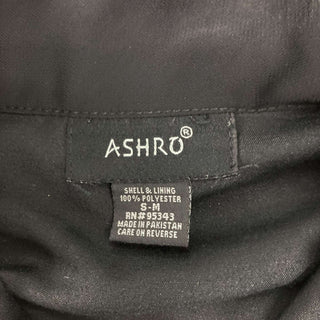 ASHRO®
SHELL & LINING
100% POLYESTER
S-M
RN# 95343
MADE IN PAKISTAN
CARE ON REVERSE